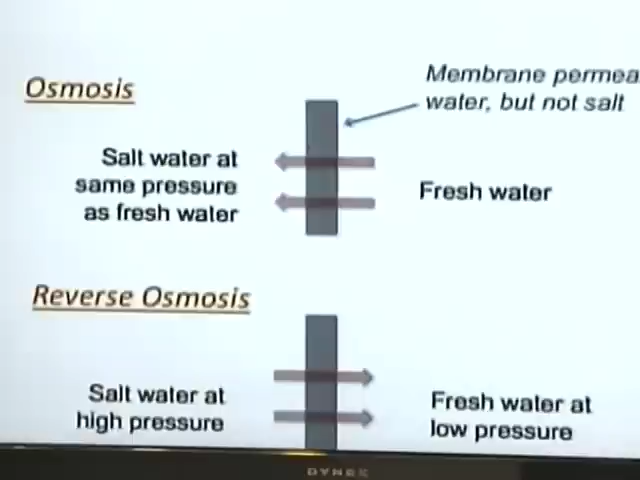 Osmosis
Membrane permea
water, but not salt
Salt water at
same pressure
as fresh water
Fresh water
Reverse Osmosis
Salt water at
high pressure
Fresh water at
low pressure
DYNEX